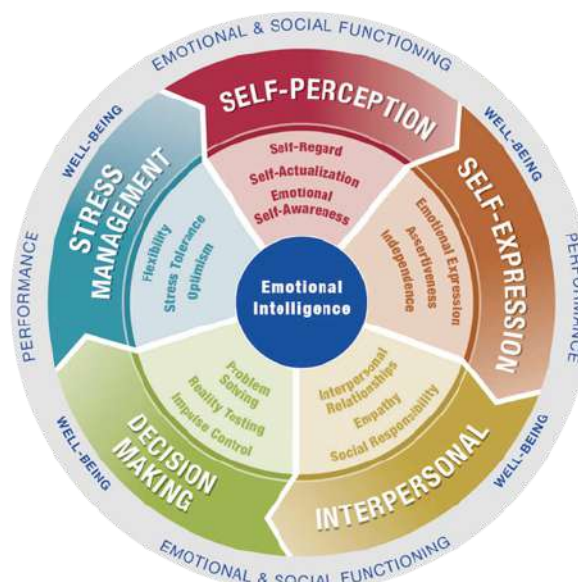 EMOTIONAL & SOCIAL FUNCTIONING
WELL-BEING
WELL-BEING
PERFORMANCE
PERFORMANCE
WELL-BEING
WELL-BEING
EMOTIONAL & SOCIAL FUNCTIONING
SELF-PERCEPTION
Self-Regard
Self-Actualization
Emotional
Self-Awareness
SELF-EXPRESSION
Emotional Expression
Assertiveness
Independence
INTERPERSONAL
Interpersonal
Relationships
Empathy
Social Responsibility
DECISION
MAKING
Problem
Solving
Reality Testing
Impulse Control
STRESS
MANAGEMENT
Flexibility
Stress Tolerance
Optimism
Emotional
Intelligence